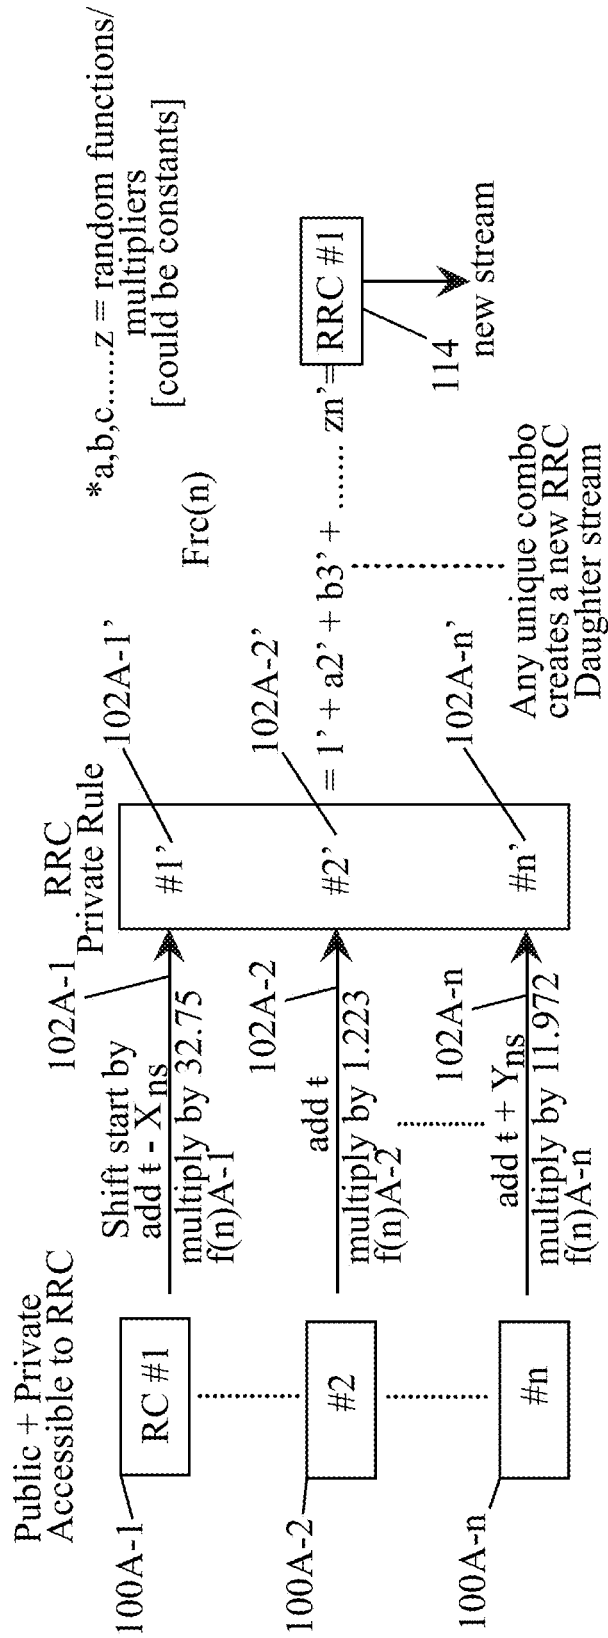 Public + Private
Accessible to RRC
100A-1
RC #1
100A-2
#2
100A-n
#n
Shift start by
add t - Xns
multiply by 32.75
f(n)A-1
102A-1
add t
multiply by 1.223
f(n)A-2
102A-2
add t + Yns
multiply by 11.972
f(n)A-n
102A-n
RRC
Private Rule
#1’
#2’
#n’
102A-1’
102A-2’
102A-n’
= 1’ + a2’ + b3’ + ....... zn’=
RRC #1
114
new stream
Any unique combo
creates a new RRC
Daughter stream
Frc(n)
*a,b,c......z = random functions/
multipliers
[could be constants]